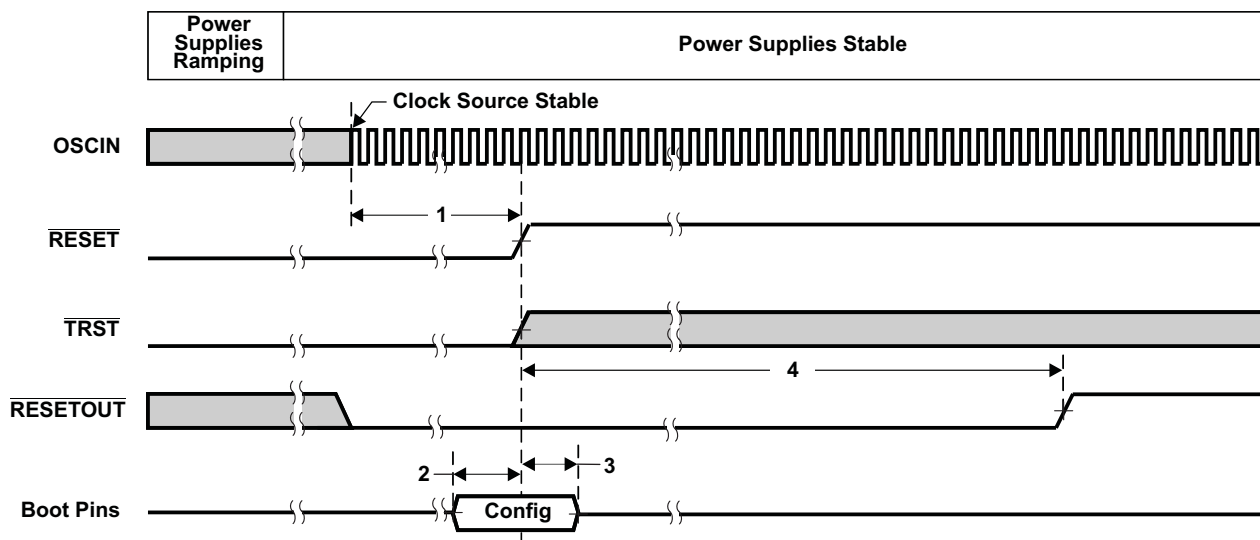 Power
Supplies
Ramping
Power Supplies Stable
Clock Source Stable
OSCIN
1
RESET
TRST
4
RESETOUT
2
3
Boot Pins
Config